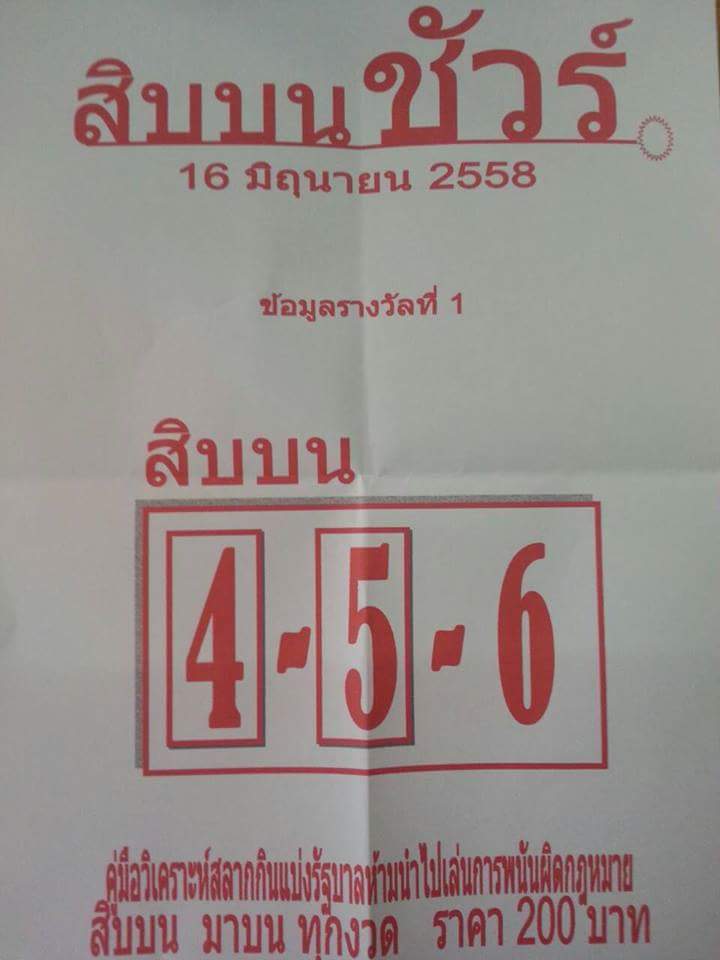 สิบบนชัวร์
16 มิถุนายน 2558
ข้อมูลรางวัลที่ 1
สิบบน
4-5-6
คู่มือวิเคราะห์สลากกินแบ่งรัฐบาลห้ามนำไปเล่นการพนันผิดกฎหมาย
สิบบน มาบน ทุกงวด ราคา 200 บาท